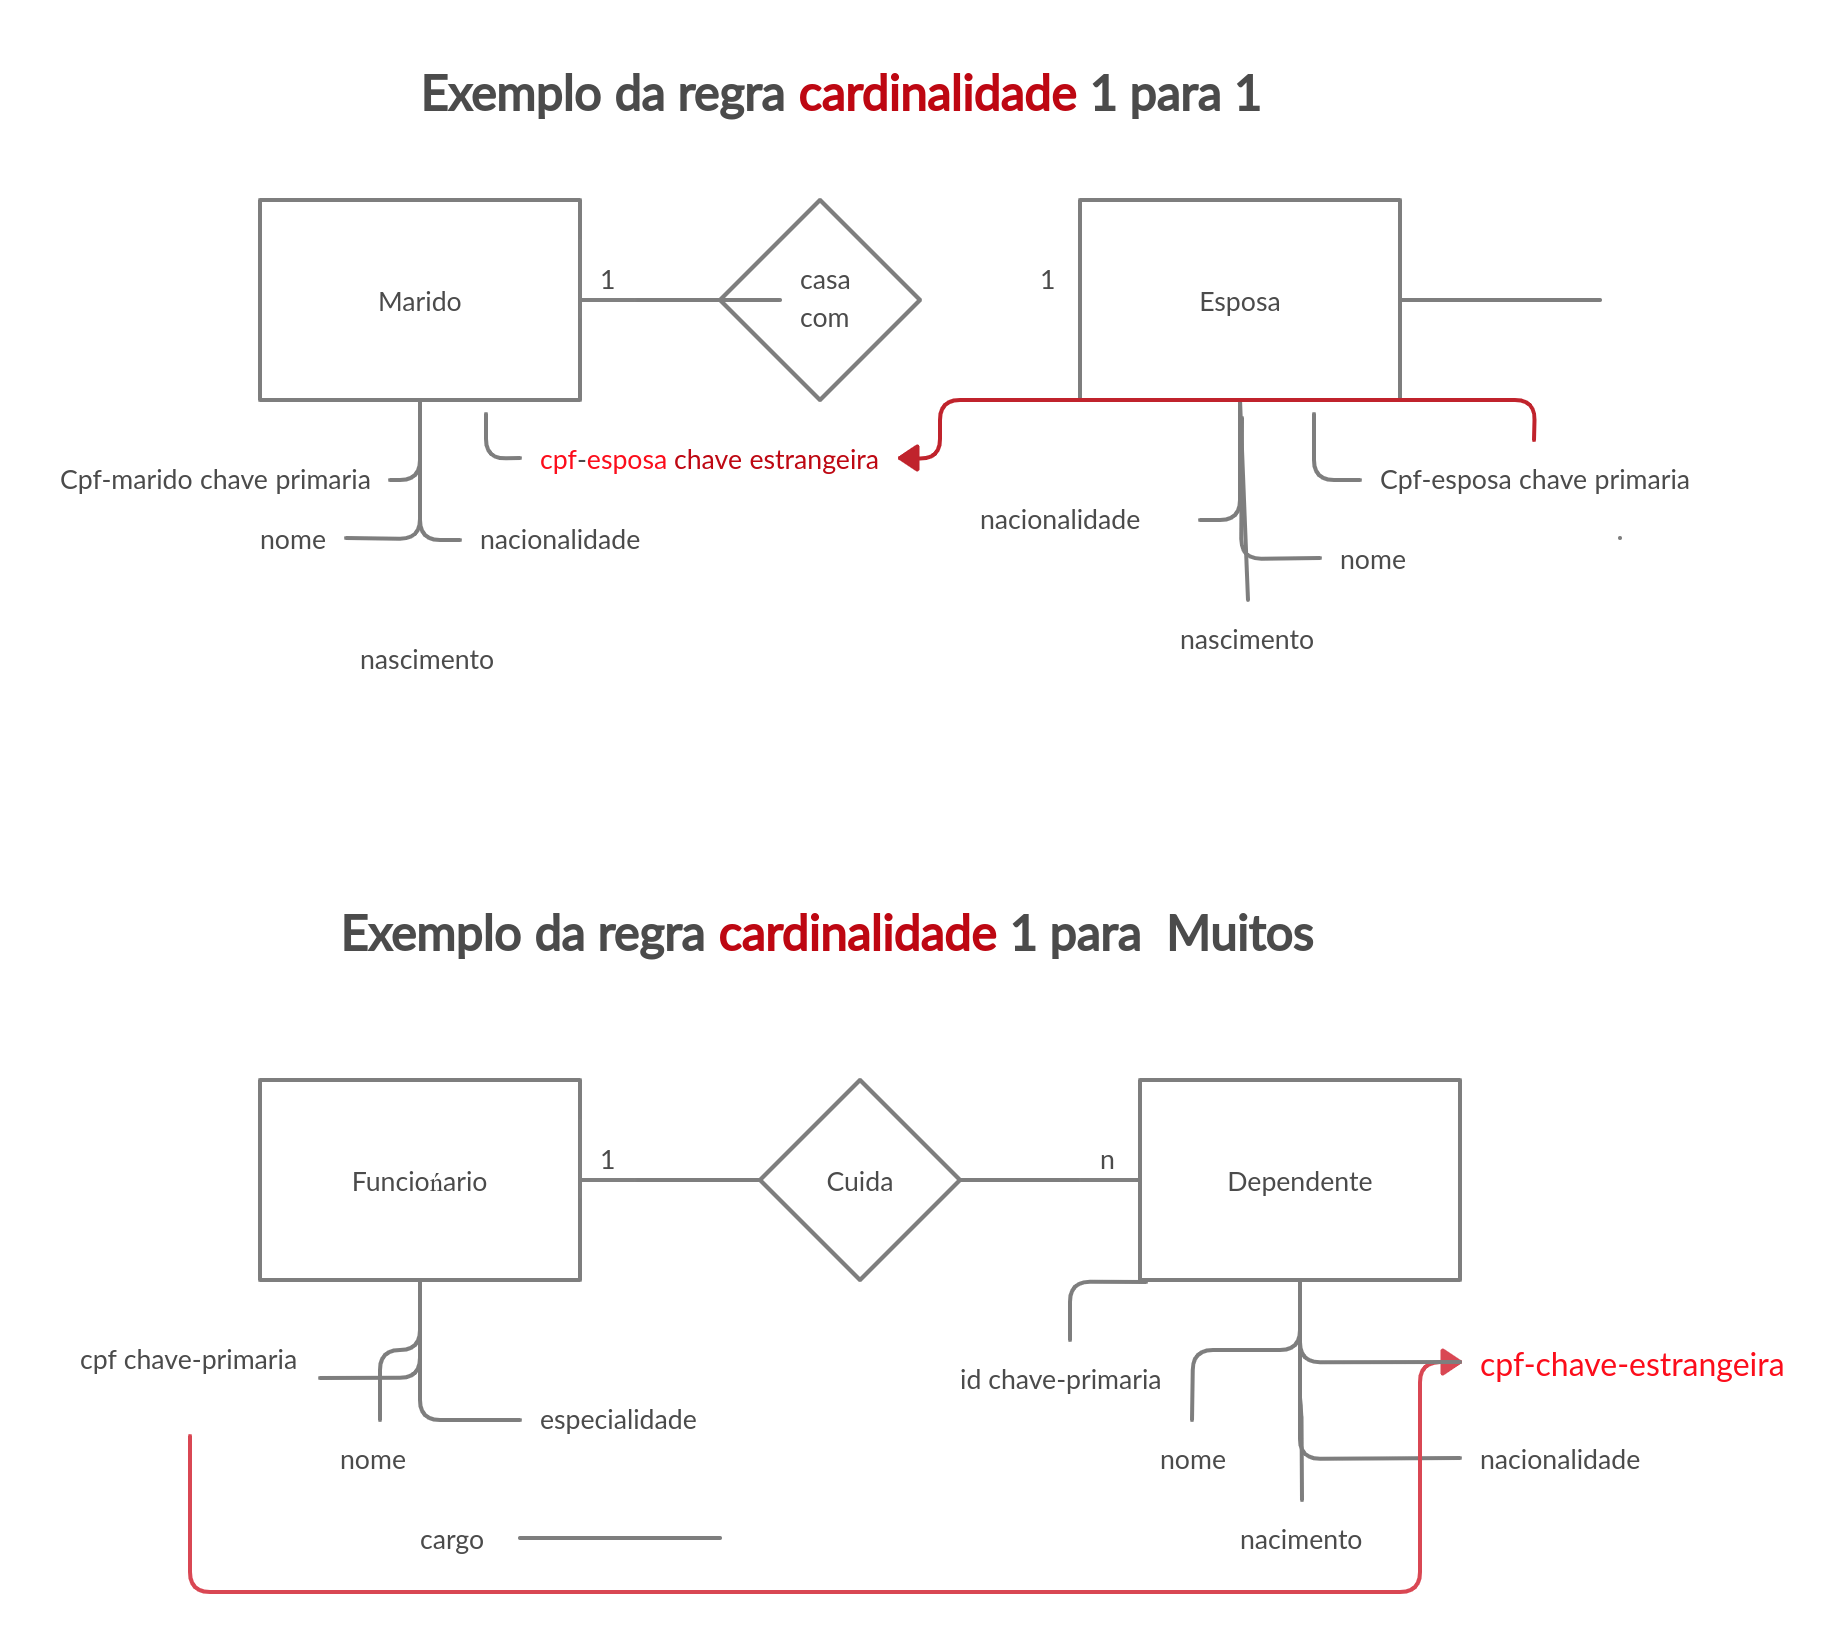 Exemplo da regra cardinalidade 1 para 1
Marido
1
casa
com
1
Esposa
Cpf-marido chave primaria
cpf-esposa chave estrangeira
nome
nacionalidade
nascimento
nacionalidade
Cpf-esposa chave primaria
nome
nascimento
Exemplo da regra cardinalidade 1 para  Muitos
Funciońario
1
Cuida
n
Dependente
cpf chave-primaria
nome
especialidade
cargo
id chave-primaria
cpf-chave-estrangeira
nome
nacionalidade
nacimento